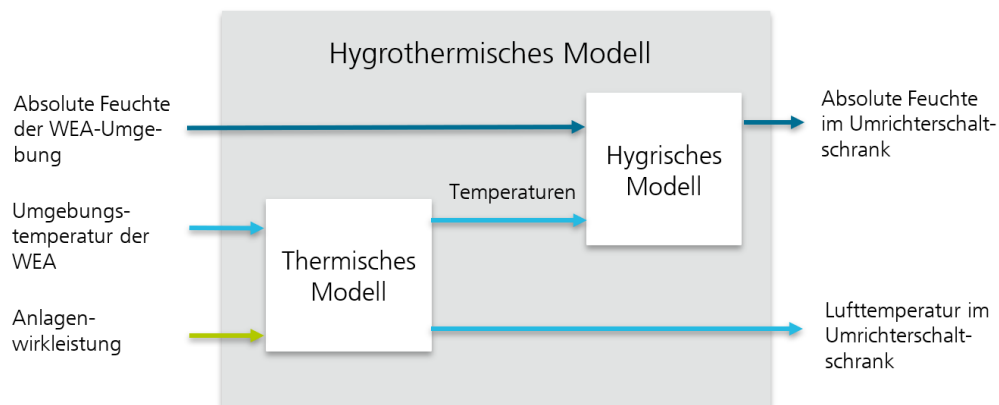 Hygrothermisches Modell
Absolute Feuchte
der WEA-Umge-
bung
Umgebungs-
temperatur der
WEA
Anlagen-
wirkleistung
Thermisches
Modell
Temperaturen
Hygrisches
Modell
Absolute Feuchte
im Umrichterschalt-
schrank
Lufttemperatur im
Umrichterschalt-
schrank